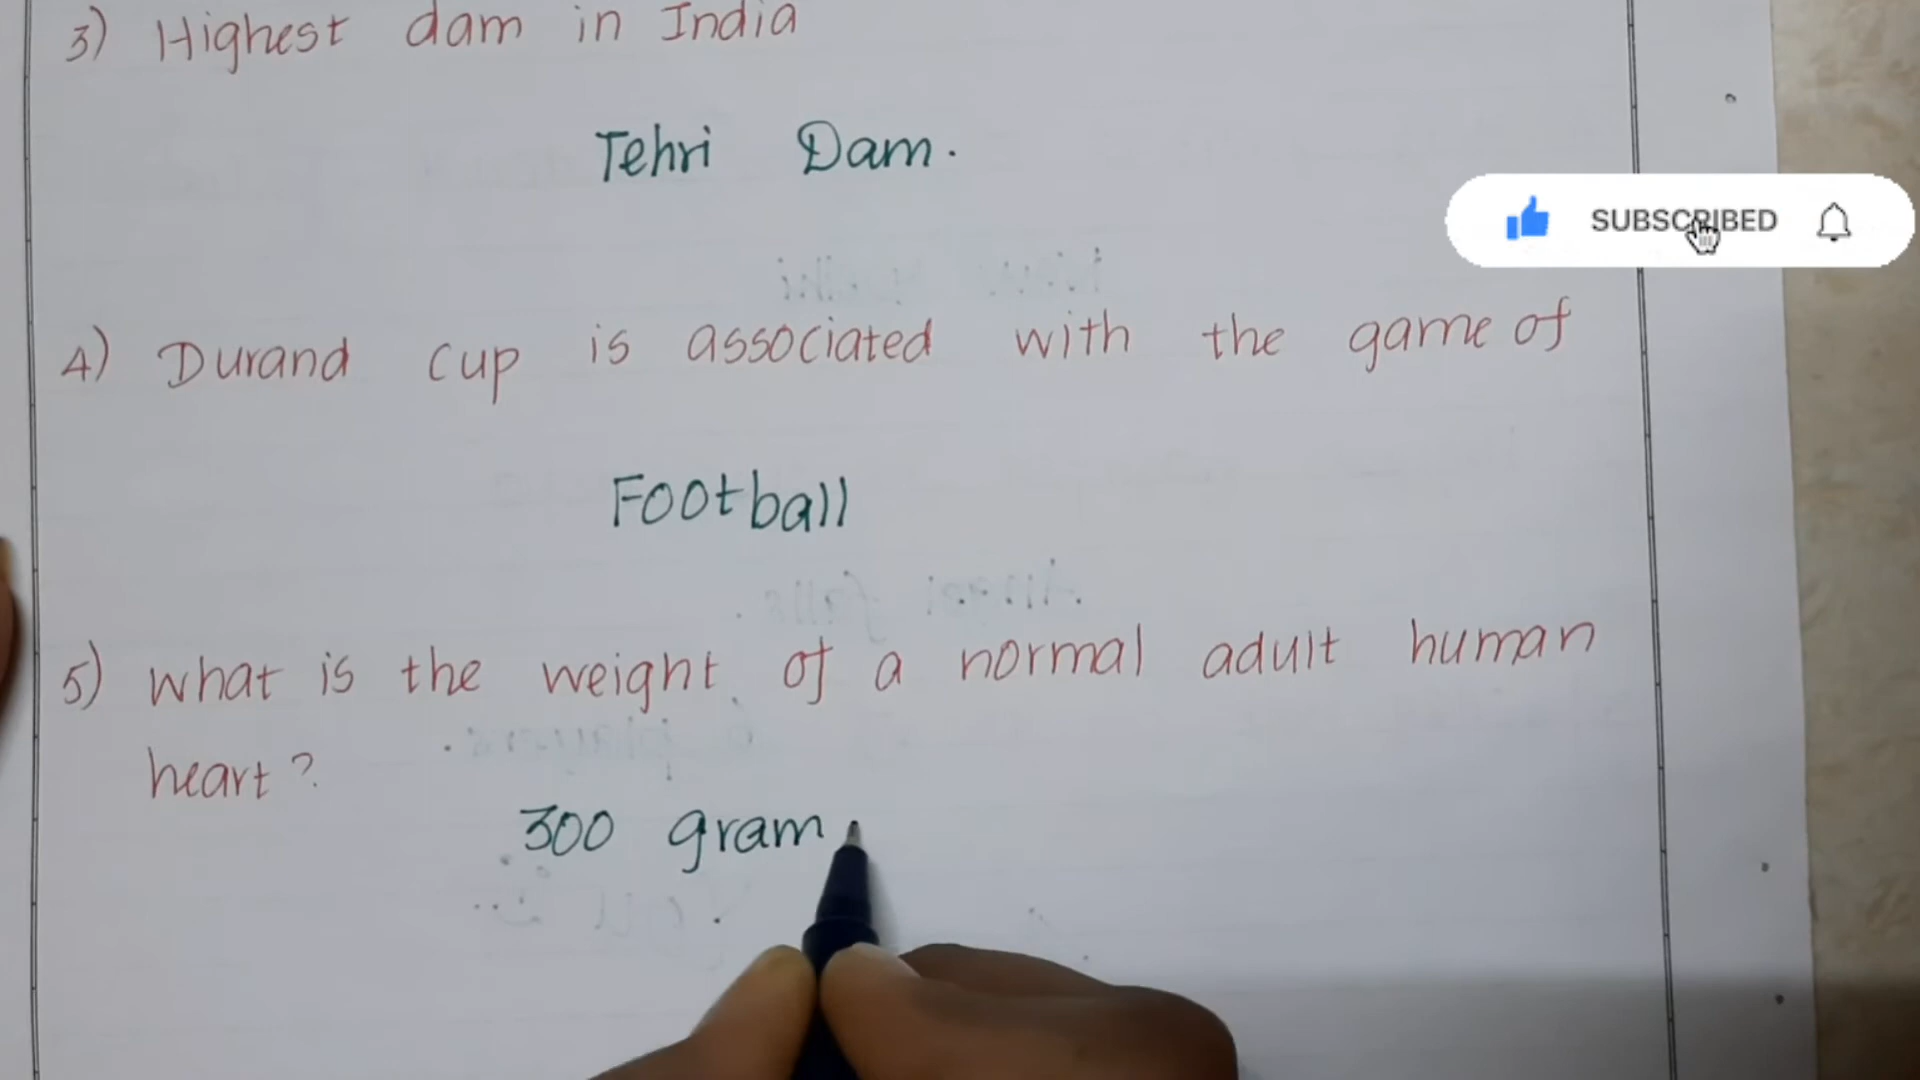 3) Highest dam in India
Tehri Dam.
SUBSCRIBED
4) Durand cup is associated with the game of
Football
5) what is the weight of a normal adult human
heart?
300 gram